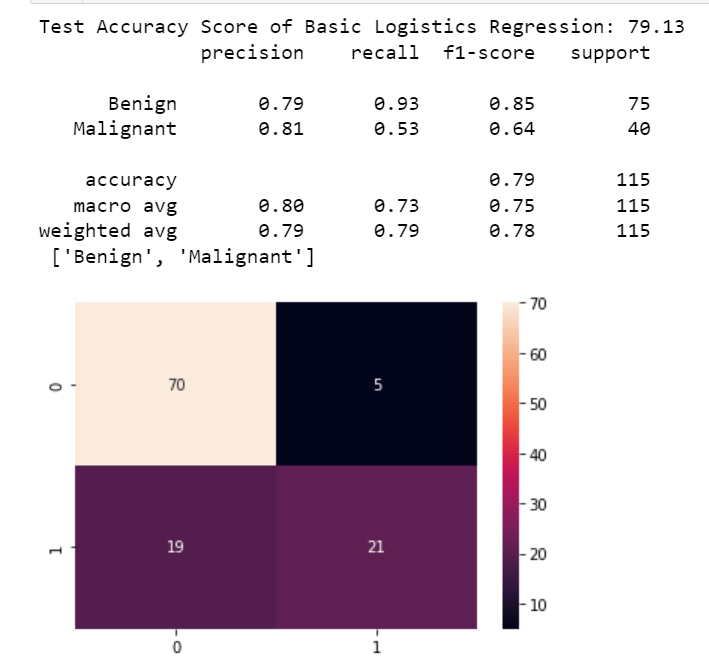 Test Accuracy Score of Basic Logistics Regression: 79.13
precision recall f1-score support
Benign 0.79 0.93 0.85 75
Malignant 0.81 0.53 0.64 40
accuracy 0.79 115
macro avg 0.80 0.73 0.75 115
weighted avg 0.79 0.79 0.78 115
['Benign', 'Malignant']
70
60
0 70 5
50
40
30
1 19 21
20
10
0 1